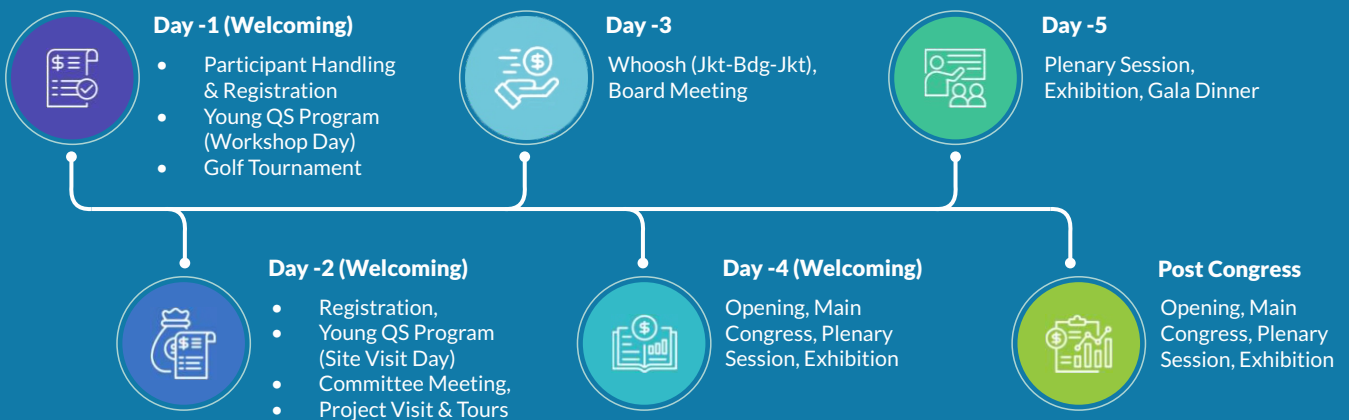 Day -1 (Welcoming)
• Participant Handling
& Registration
• Young QS Program
(Workshop Day)
• Golf Tournament
Day -2 (Welcoming)
• Registration,
• Young QS Program
(Site Visit Day)
• Committee Meeting,
• Project Visit & Tours
Day -3
Whoosh (Jkt-Bdg-Jkt),
Board Meeting
Day -4 (Welcoming)
Opening, Main
Congress, Plenary
Session, Exhibition
Day -5
Plenary Session,
Exhibition, Gala Dinner
Post Congress
Opening, Main
Congress, Plenary
Session, Exhibition